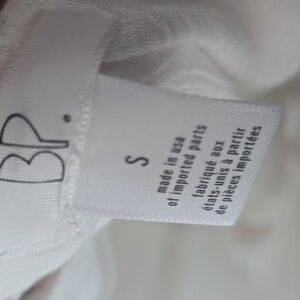 BP.
S
made in usa
of imported parts
fabriqué aux
états-unis à partir
de pièces importées